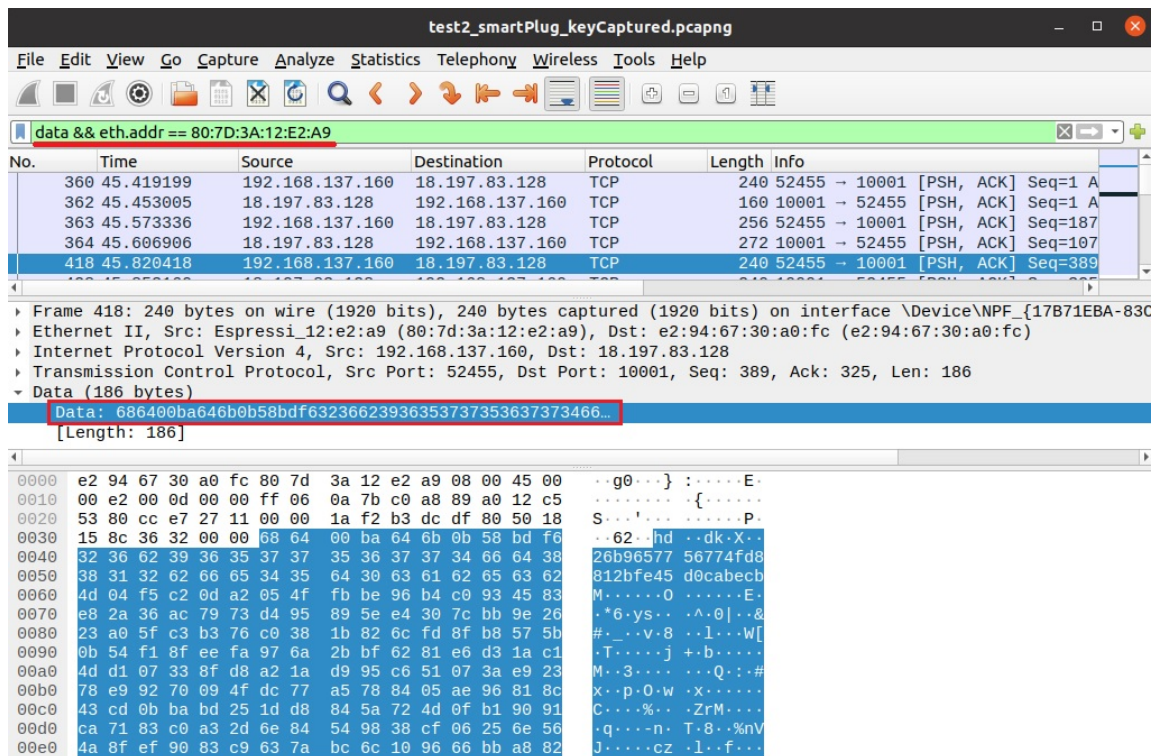 test2_smartPlug_keyCaptured.pcapng
File Edit View Go Capture Analyze Statistics Telephony Wireless Tools Help
data && eth.addr == 80:7D:3A:12:E2:A9
No. Time Source Destination Protocol Length Info
360 45.419199 192.168.137.160 18.197.83.128 TCP 240 52455 → 10001 [PSH, ACK] Seq=1 A
362 45.453005 18.197.83.128 192.168.137.160 TCP 160 10001 → 52455 [PSH, ACK] Seq=1 A
363 45.573336 192.168.137.160 18.197.83.128 TCP 256 52455 → 10001 [PSH, ACK] Seq=187
364 45.606906 18.197.83.128 192.168.137.160 TCP 272 10001 → 52455 [PSH, ACK] Seq=107
418 45.820418 192.168.137.160 18.197.83.128 TCP 240 52455 → 10001 [PSH, ACK] Seq=389
Frame 418: 240 bytes on wire (1920 bits), 240 bytes captured (1920 bits) on interface \Device\NPF_{17B71EBA-83C
Ethernet II, Src: Espressi_12:e2:a9 (80:7d:3a:12:e2:a9), Dst: e2:94:67:30:a0:fc (e2:94:67:30:a0:fc)
Internet Protocol Version 4, Src: 192.168.137.160, Dst: 18.197.83.128
Transmission Control Protocol, Src Port: 52455, Dst Port: 10001, Seq: 389, Ack: 325, Len: 186
Data (186 bytes)
Data: 686400ba646b0b58bdf632366239363537373536373734​66…
[Length: 186]
0000 e2 94 67 30 a0 fc 80 7d 3a 12 e2 a9 08 00 45 00 ··g0···} :·····E·
0010 00 e2 00 0d 00 00 ff 06 0a 7b c0 a8 89 a0 12 c5 ········ ·{······
0020 53 80 cc e7 27 11 00 00 1a f2 b3 dc df 80 50 18 S···'··· ······P·
0030 15 8c 36 32 00 00 68 64 00 ba 64 6b 0b 58 bd f6 ··62··hd ··dk·X··
0040 32 36 62 39 36 35 37 37 35 36 37 37 34 66 64 38 26b96577 56774fd8
0050 38 31 32 62 66 65 34 35 64 30 63 61 62 65 63 62 812bfe45 d0cabecb
0060 4d 04 f5 c2 0d a2 05 4f fb be 96 b4 c0 93 45 83 M······O ······E·
0070 e8 2a 36 ac 79 73 d4 95 89 5e e4 30 7c bb 9e 26 ·*6·ys·· ·^·0|··&
0080 23 a0 5f c3 b3 76 c0 38 1b 82 6c fd 8f b8 57 5b #·_··v·8 ··l···W[
0090 0b 54 f1 8f ee fa 97 6a 2b bf 62 81 e6 d3 1a c1 ·T·····j +·b·····
00a0 4d d1 07 33 8f d8 a2 1a d9 95 c6 51 07 3a e9 23 M··3···· ···Q·:·#
00b0 78 e9 92 70 09 4f dc 77 a5 78 84 05 ae 96 81 8c x··p·O·w ·x······
00c0 43 cd 0b ba bd 25 1d d8 84 5a 72 4d 0f b1 90 91 C····%·· ·ZrM····
00d0 ca 71 83 c0 a3 2d 6e 84 54 98 38 cf 06 25 6e 56 ·q···-n· T·8··%nV
00e0 4a 8f ef 90 83 c9 63 7a bc 6c 10 96 66 bb a8 82 J·····cz ·l··f···